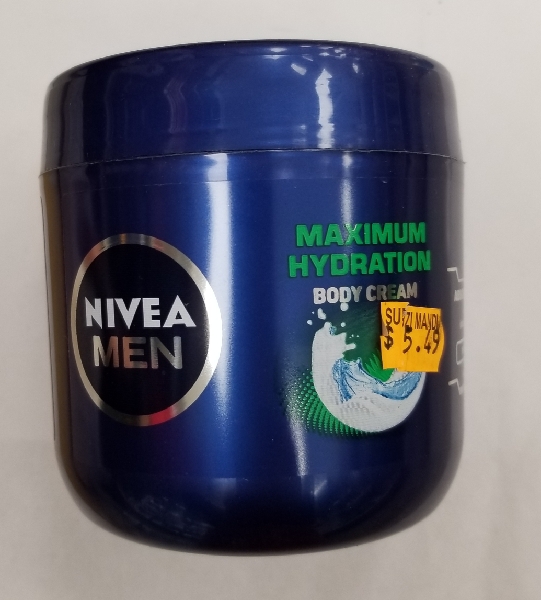 NIVEA
MEN
MAXIMUM
HYDRATION
BODY CREAM
$ 5.49